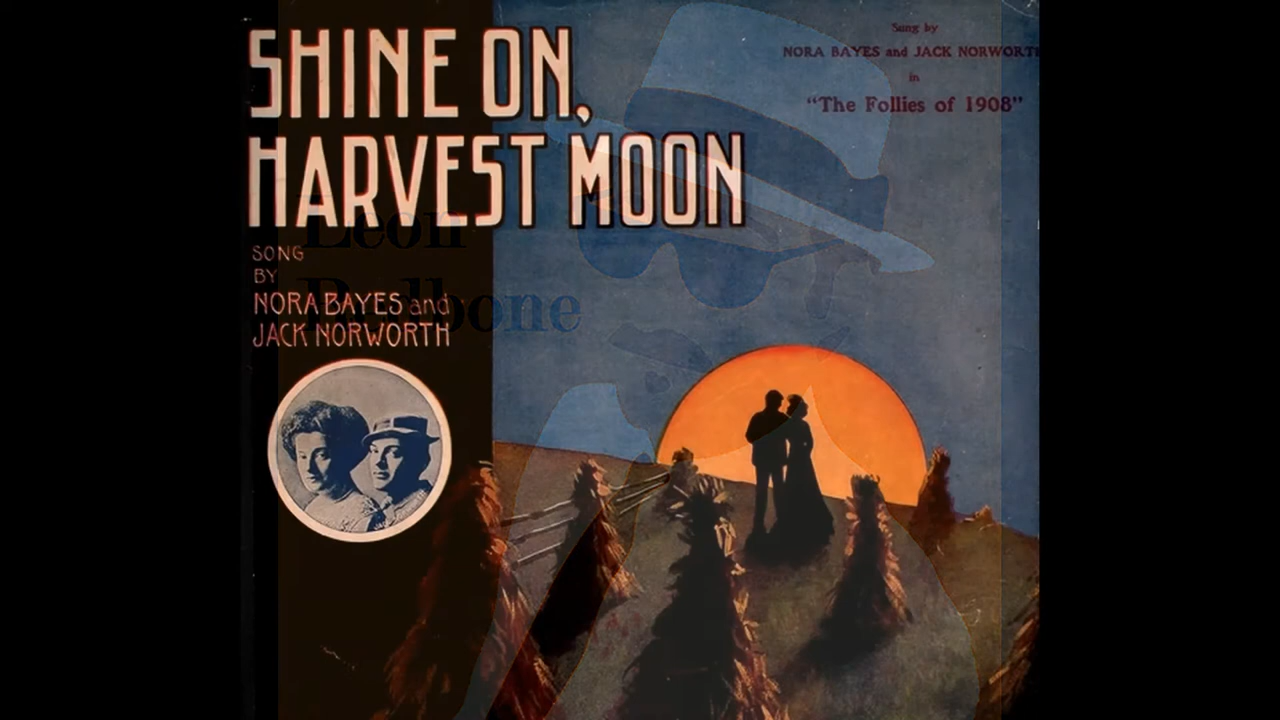 SHINE ON,
HARVEST MOON
Sung by
NORA BAYES and JACK NORWORTH
in
"The Follies of 1908"
Leon
Redbone
SONG
BY
NORA BAYES and
JACK NORWORTH